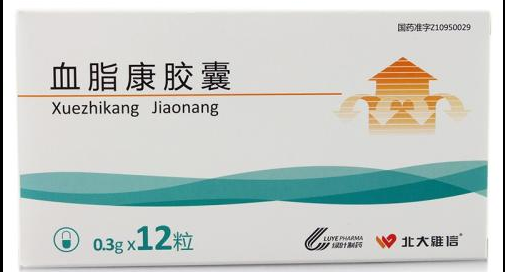 国药准字Z10950029
血脂康胶囊
Xuezhikang Jiaonang
0.3g x 12粒
LUYE PHARMA
绿叶制药
北大维信